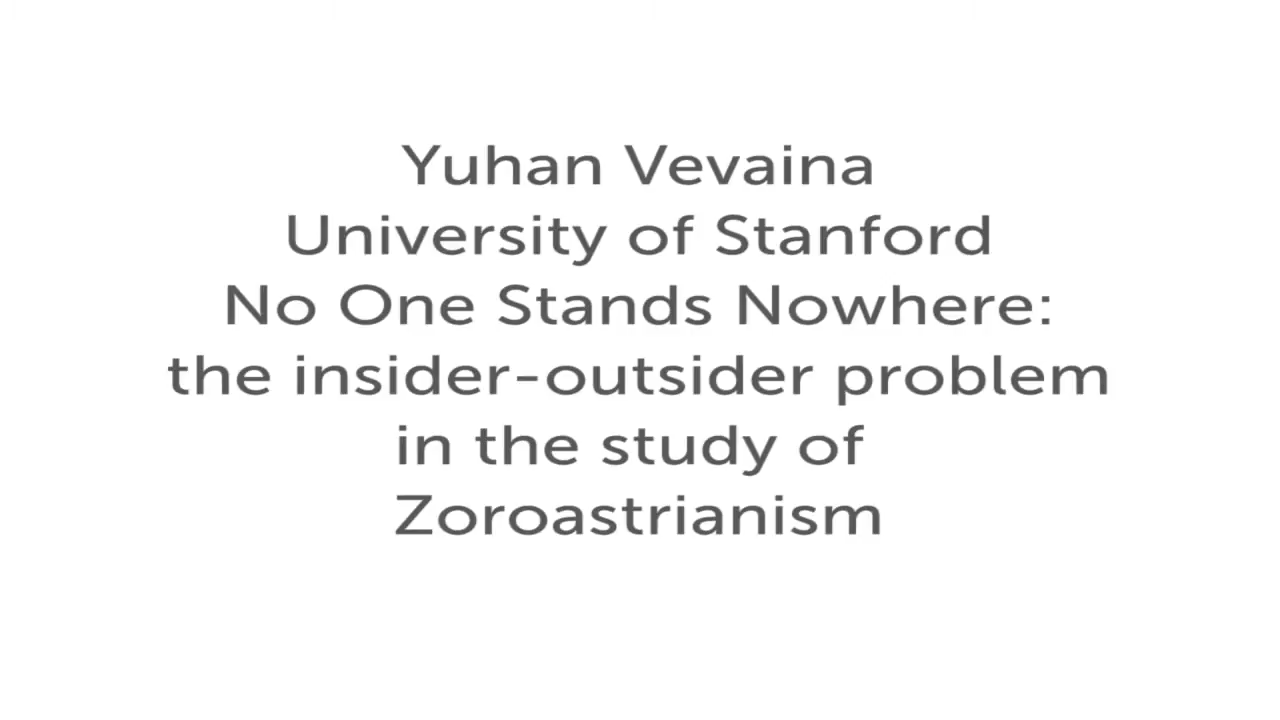 Yuhan Vevaina
University of Stanford
No One Stands Nowhere:
the insider-outsider problem
in the study of
Zoroastrianism